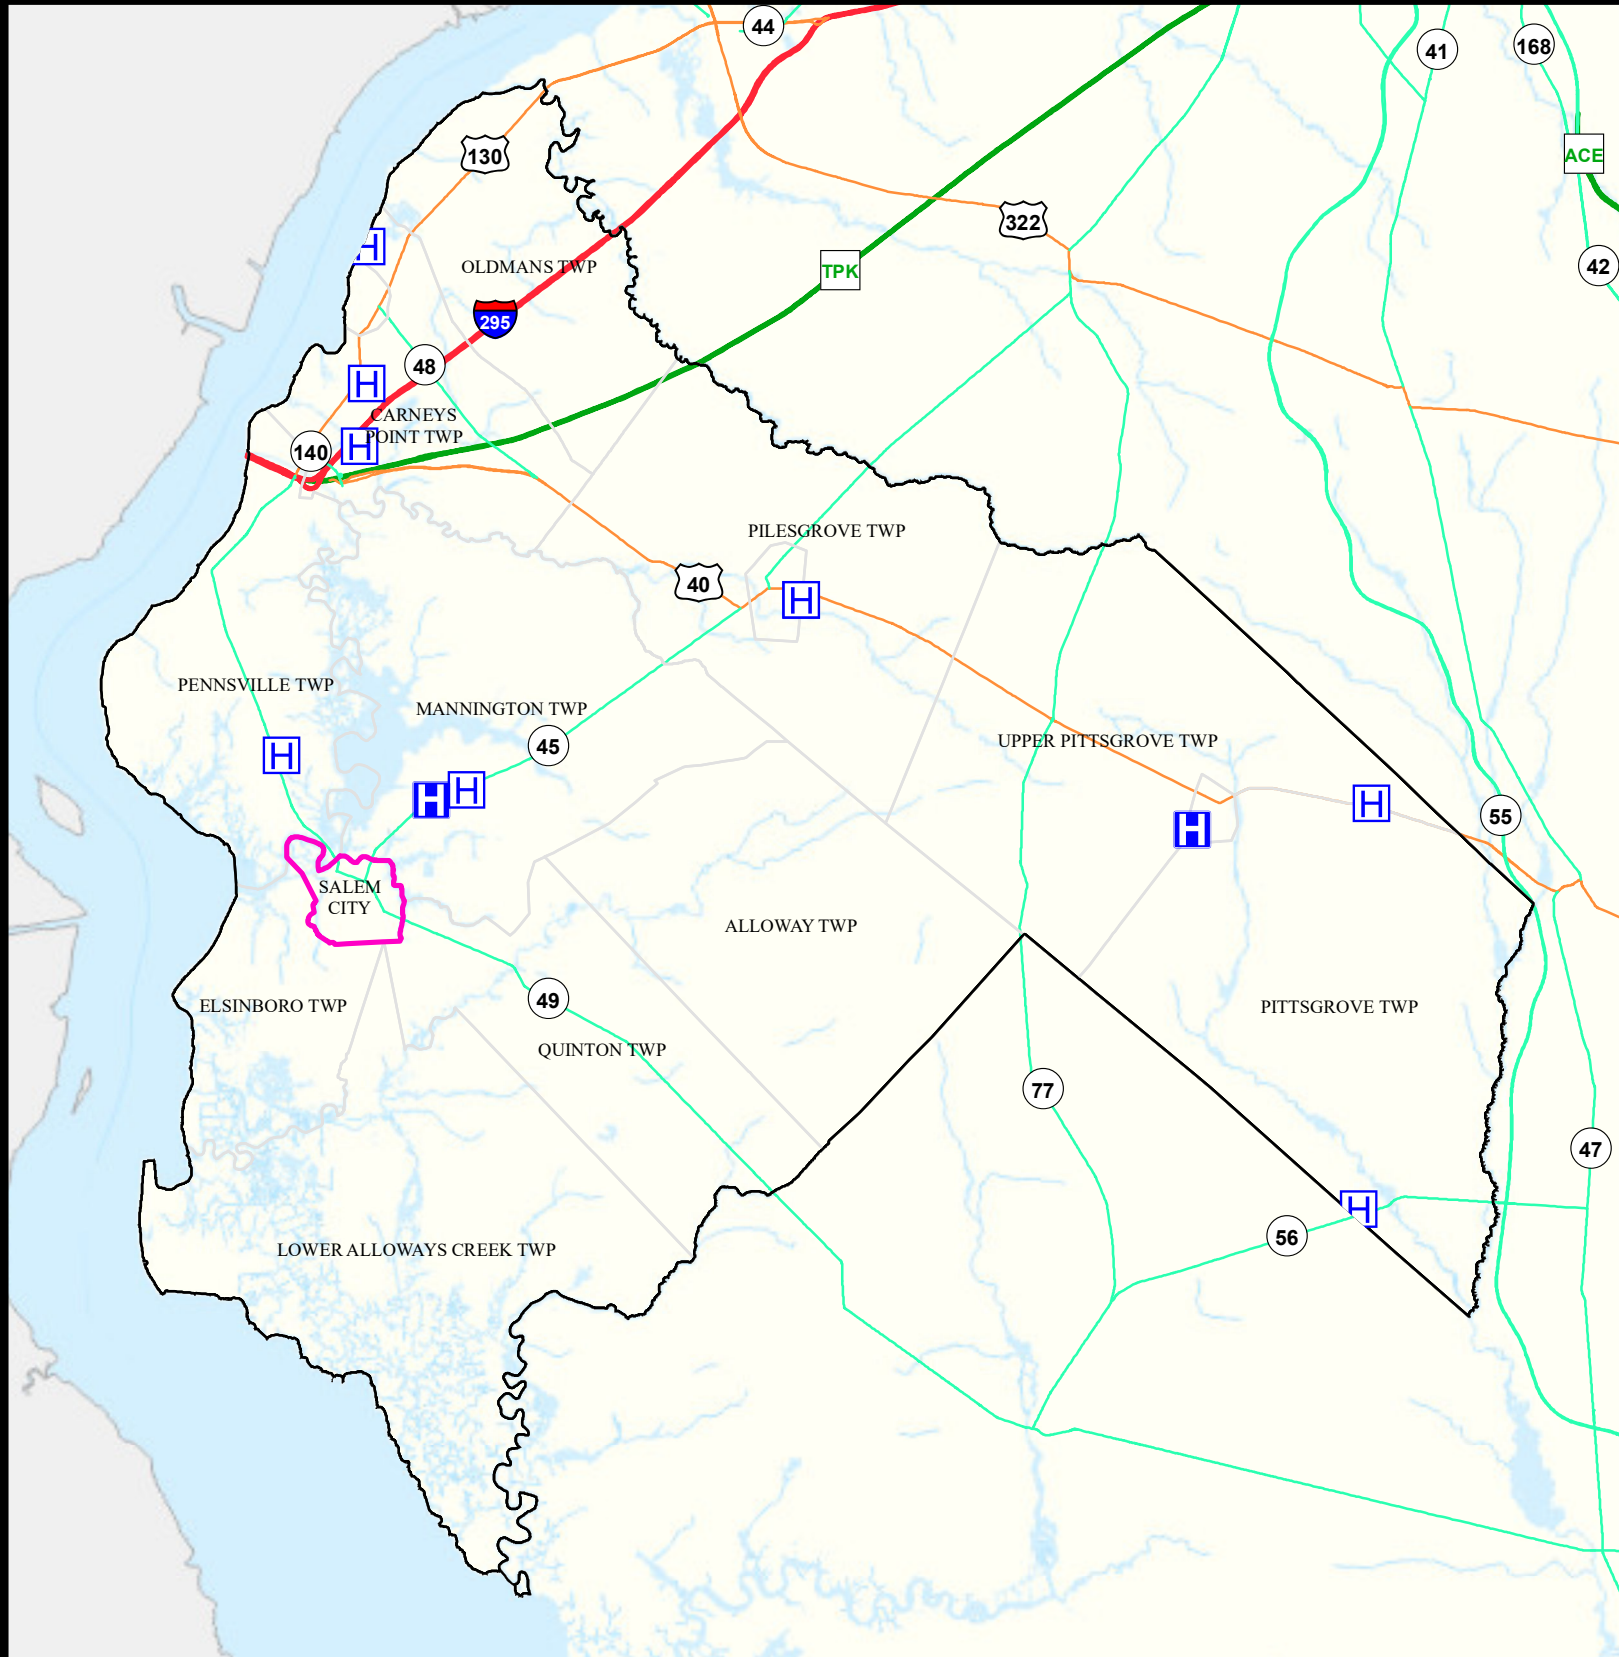 44
41
168
130
ACE
322
42
OLDMANS TWP
TPK
H
295
48
H
CARNEYS
POINT TWP
140
H
PILESGROVE TWP
40
H
PENNSVILLE TWP
MANNINGTON TWP
45
UPPER PITTSGROVE TWP
H
H
H
H
55
H
SALEM
CITY
ALLOWAY TWP
49
ELSINBORO TWP
PITTSGROVE TWP
QUINTON TWP
77
47
H
56
LOWER ALLOWAYS CREEK TWP